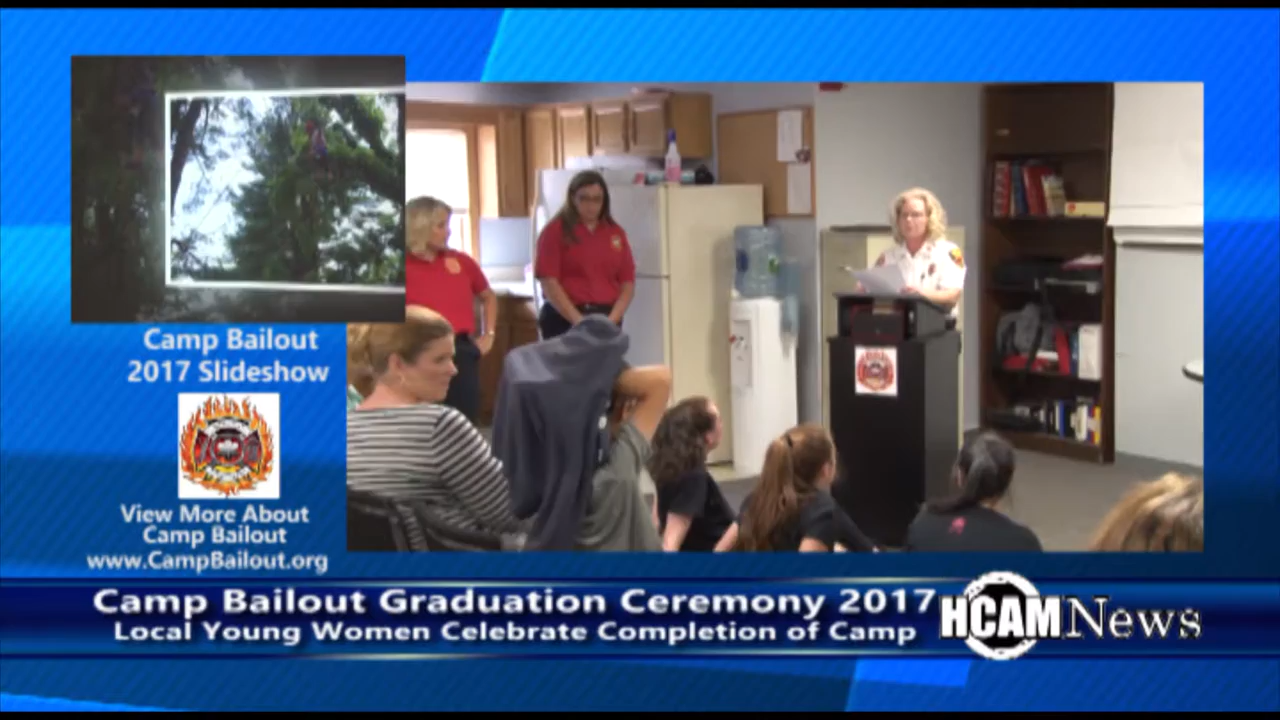 Camp Bailout
2017 Slideshow
View More About
Camp Bailout
www.CampBailout.org
Camp Bailout Graduation Ceremony 2017
Local Young Women Celebrate Completion of Camp
HCAM News